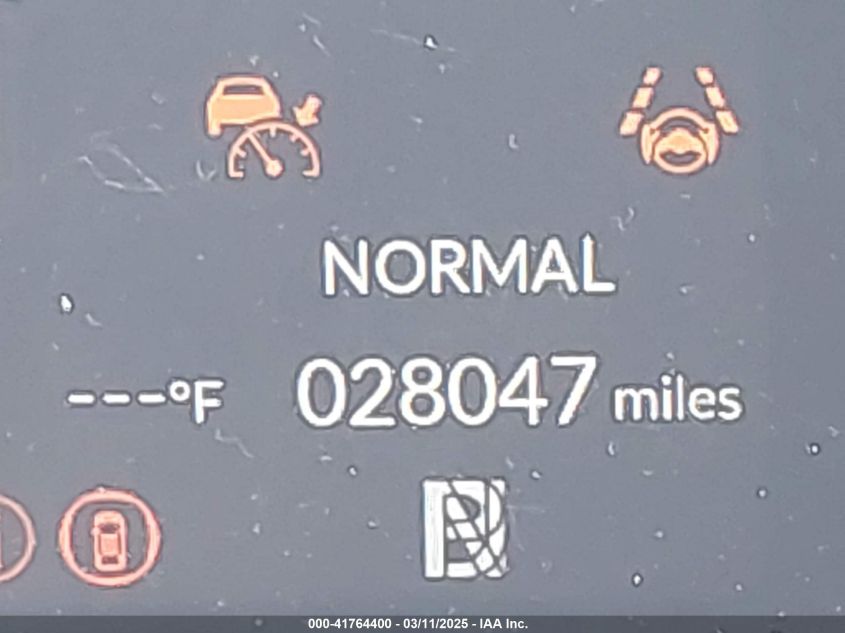 NORMAL
---°F 028047 miles
000-41764400 - 03/11/2025 - IAA Inc.